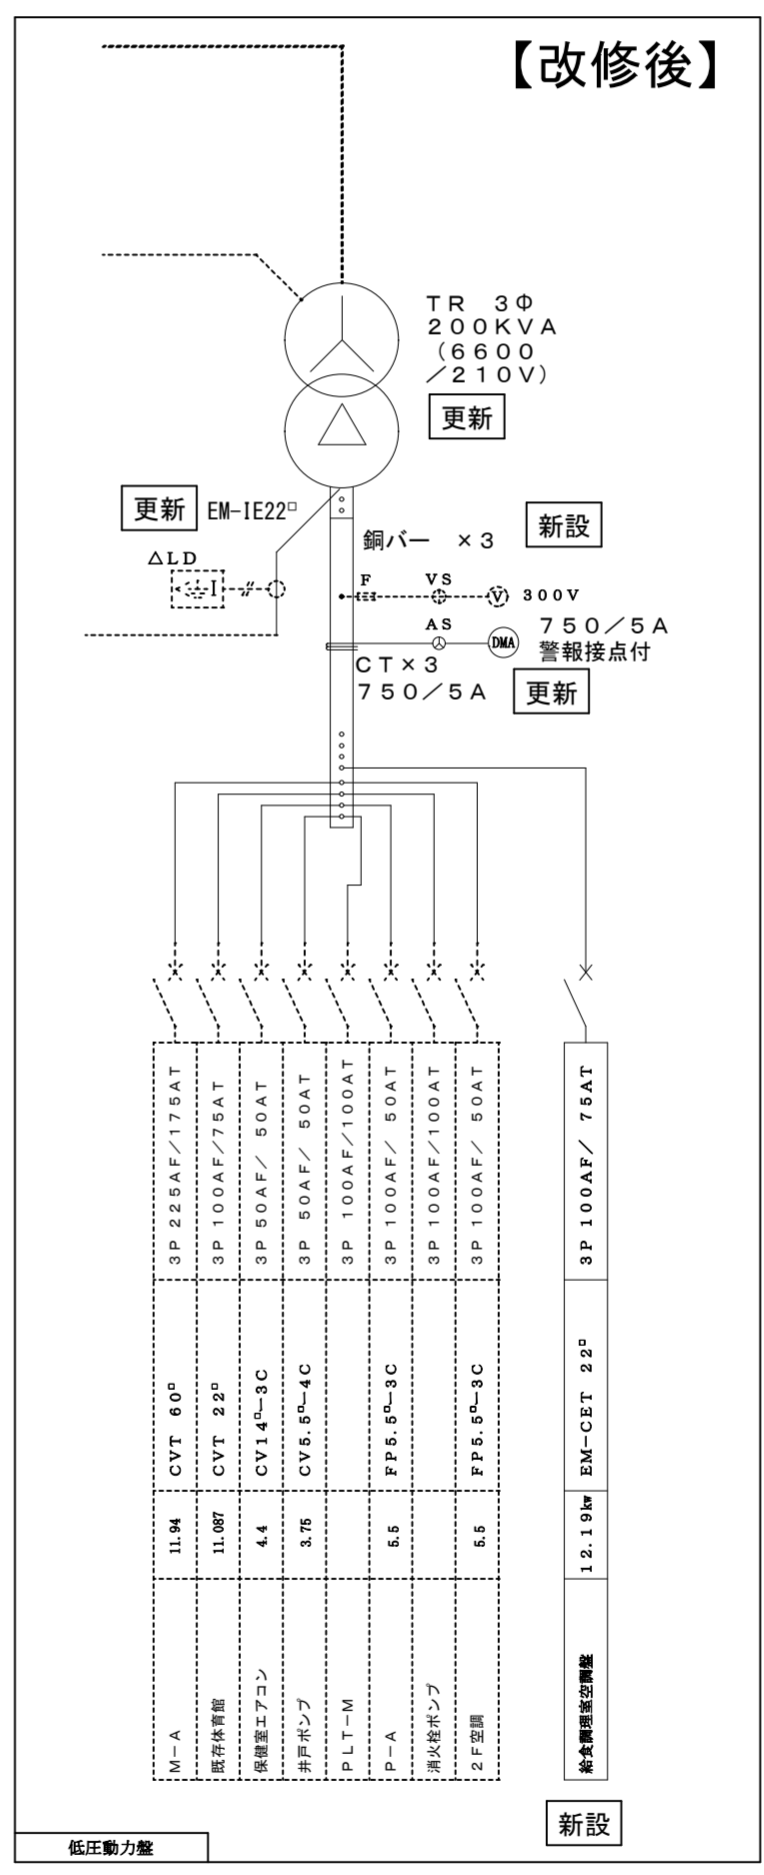 【改修後】
TR 3Φ
200KVA
(6600
/210V)
更新
更新 EM-IE22□
新設
銅バー ×3
△LD
I
F
VS
V
300V
AS
DMA
750/5A
警報接点付
CT×3
750/5A
更新
3P 225AF/175AT
CVT 60□
11.94
M-A
3P 100AF/75AT
CVT 22□
11.087
既存体育館
3P 50AF/ 50AT
CV14□-3C
4.4
保健室エアコン
3P 50AF/ 50AT
CV5.5□-4C
3.75
井戸ポンプ
3P 100AF/100AT
PLT-M
3P 100AF/ 50AT
FP5.5□-3C
5.5
P-A
3P 100AF/100AT
消火栓ポンプ
3P 100AF/ 50AT
FP5.5□-3C
5.5
2F空調
3P 100AF/ 75AT
EM-CET 22□
12.19kw
給食調理室空調盤
新設
低圧動力盤